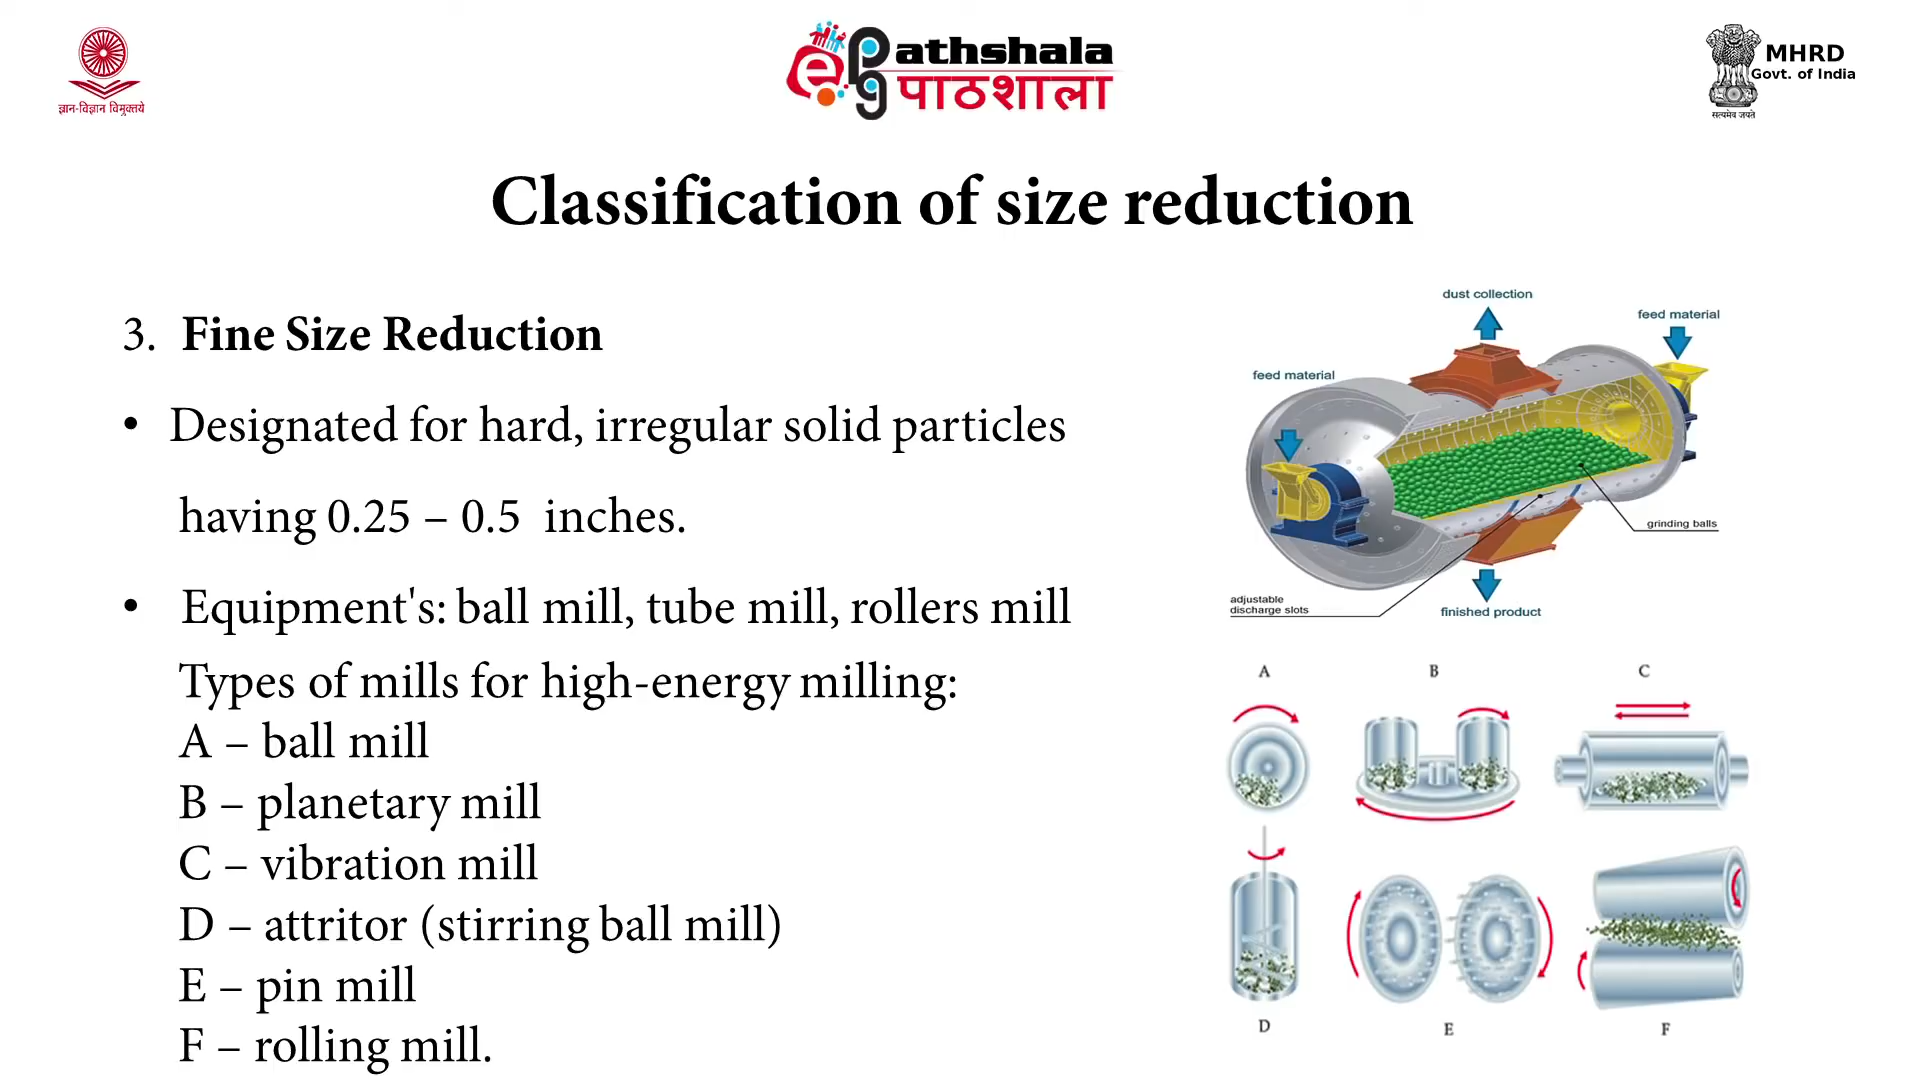 ज्ञान-विज्ञान विमुक्तये
e
pg
athshala
पाठशाला
MHRD
Govt. of India
सत्यमेव जयते
Classification of size reduction
3. Fine Size Reduction
• Designated for hard, irregular solid particles
having 0.25 – 0.5 inches.
• Equipment's: ball mill, tube mill, rollers mill
Types of mills for high-energy milling:
A – ball mill
B – planetary mill
C – vibration mill
D – attritor (stirring ball mill)
E – pin mill
F – rolling mill.
dust collection
feed material
feed material
grinding balls
adjustable
discharge slots
finished product
A
B
C
D
E
F